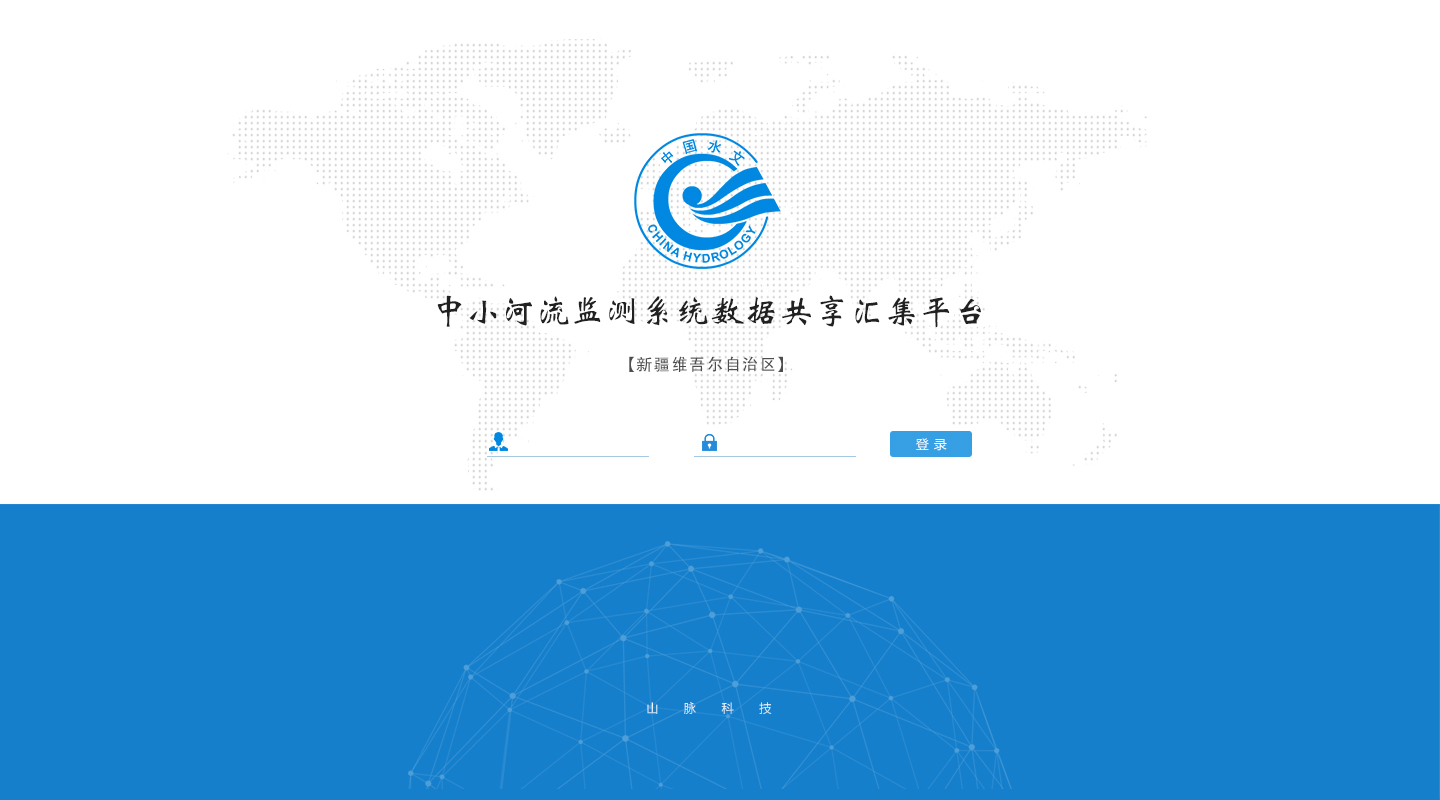 中国水文
CHINA HYDROLOGY
中小河流监测系统数据共享汇集平台
【新疆维吾尔自治区】
登录
山脉科技